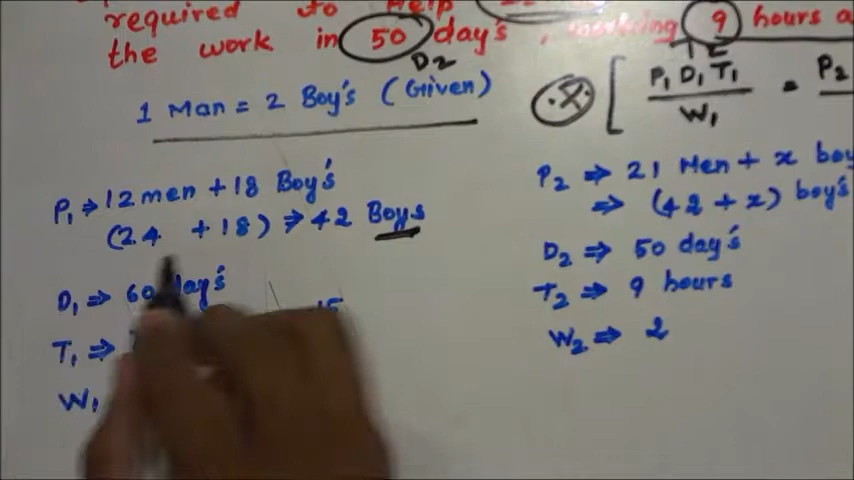 required to help
the work in 50 day's, working 9 hours a
D2
1 Man = 2 Boy's (Given)
P1 D1 T1 / W1 = P2
P1 ⇒ 12 men + 18 Boy's
(24 + 18) ⇒ 42 Boys
D1 ⇒ 60 day's
T1 ⇒
W1
P2 ⇒ 21 Men + x boy
⇒ (42 + x) boy's
D2 ⇒ 50 day's
T2 ⇒ 9 hours
W2 ⇒ 2